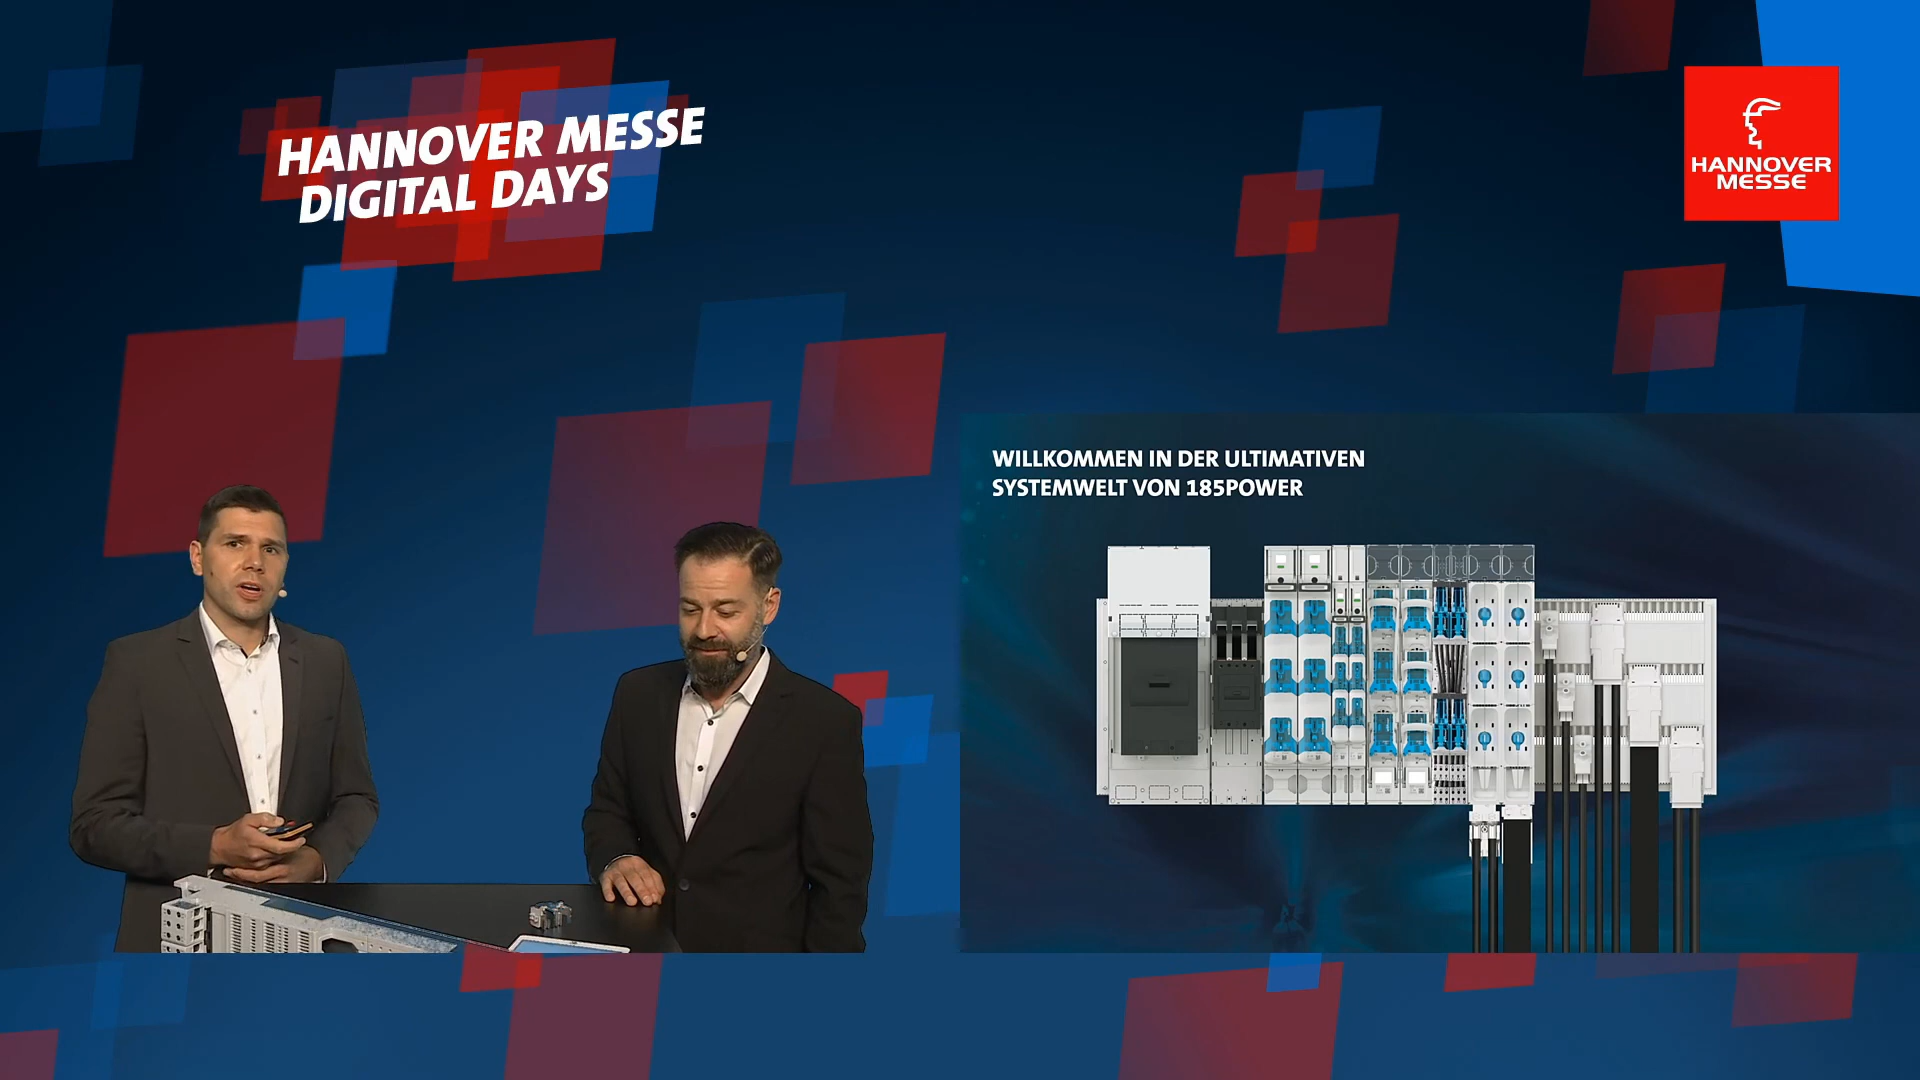 HANNOVER MESSE
DIGITAL DAYS
HANNOVER
MESSE
WILLKOMMEN IN DER ULTIMATIVEN
SYSTEMWELT VON 185POWER